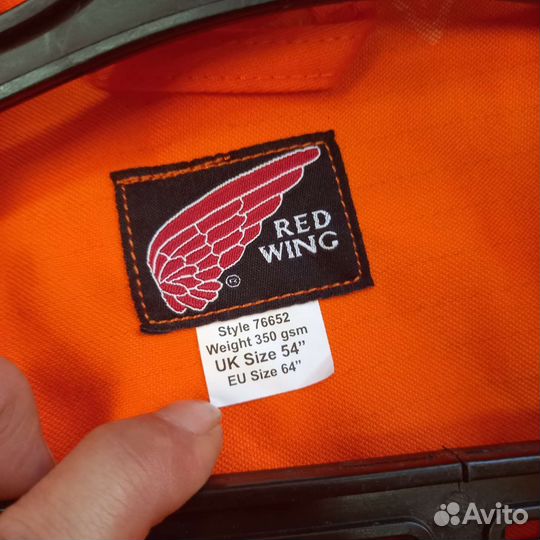 RED
WING
®
Style 76652
Weight 350 gsm
UK Size 54"
EU Size 64"
Avito